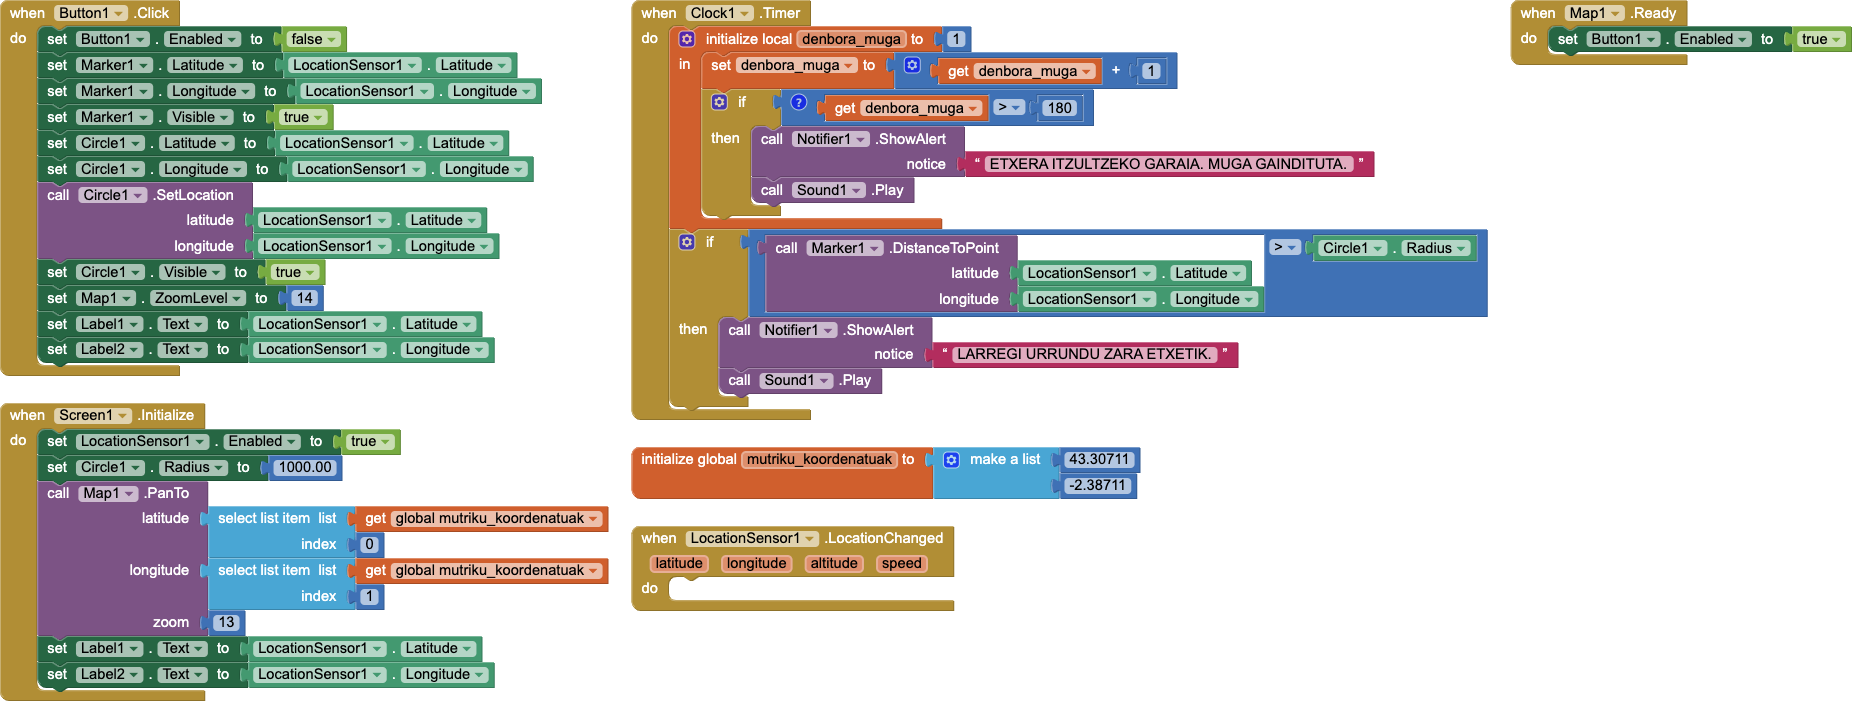 when Button1 .Click
do set Button1 . Enabled to false
set Marker1 . Latitude to LocationSensor1 . Latitude
set Marker1 . Longitude to LocationSensor1 . Longitude
set Marker1 . Visible to true
set Circle1 . Latitude to LocationSensor1 . Latitude
set Circle1 . Longitude to LocationSensor1 . Longitude
call Circle1 .SetLocation
latitude LocationSensor1 . Latitude
longitude LocationSensor1 . Longitude
set Circle1 . Visible to true
set Map1 . ZoomLevel to 14
set Label1 . Text to LocationSensor1 . Latitude
set Label2 . Text to LocationSensor1 . Longitude
when Screen1 .Initialize
do set LocationSensor1 . Enabled to true
set Circle1 . Radius to 1000.00
call Map1 .PanTo
latitude select list item list get global mutriku_koordenatuak
index 0
longitude select list item list get global mutriku_koordenatuak
index 1
zoom 13
set Label1 . Text to LocationSensor1 . Latitude
set Label2 . Text to LocationSensor1 . Longitude
when Clock1 .Timer
do initialize local denbora_muga to 1
in set denbora_muga to get denbora_muga + 1
if ? get denbora_muga > 180
then call Notifier1 .ShowAlert
notice " ETXERA ITZULTZEKO GARAIA. MUGA GAINDITUTA. "
call Sound1 .Play
if call Marker1 .DistanceToPoint > Circle1 . Radius
latitude LocationSensor1 . Latitude
longitude LocationSensor1 . Longitude
then call Notifier1 .ShowAlert
notice " LARREGI URRUNDU ZARA ETXETIK. "
call Sound1 .Play
initialize global mutriku_koordenatuak to make a list 43.30711
-2.38711
when LocationSensor1 .LocationChanged
latitude longitude altitude speed
do
when Map1 .Ready
do set Button1 . Enabled to true